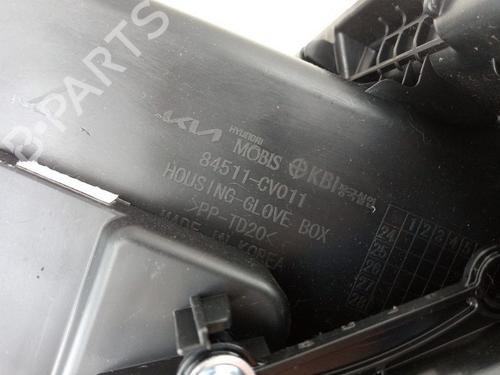 B-PARTS
KIA
HYUNDAI
MOBIS KBI
84511-CV011
HOUSING-GLOVE BOX
>PP-TD20<
MADE IN KOREA
1 2 3 4 5
24
25
26
27
28